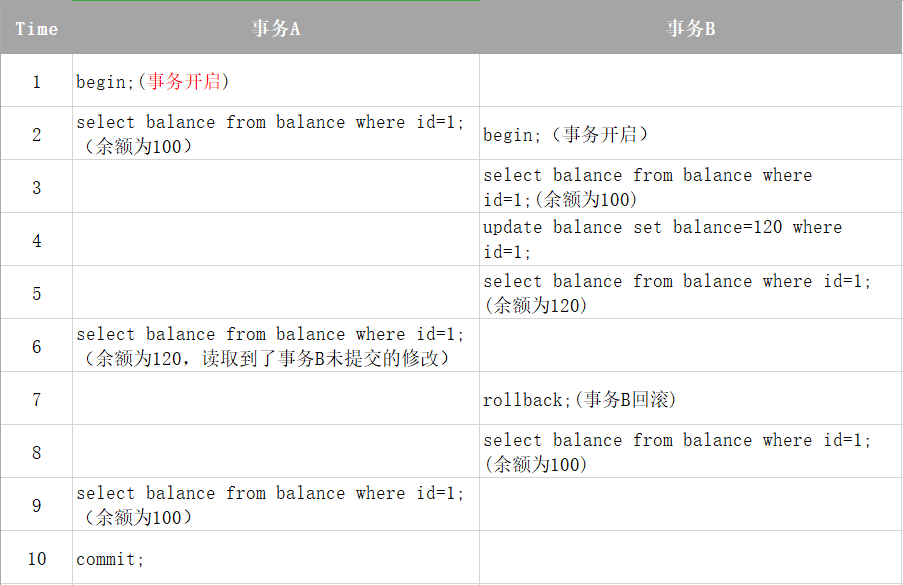 Time 事务A 事务B
1 begin;(事务开启)
2 select balance from balance where id=1;
（余额为100） begin;（事务开启）
3 select balance from balance where
id=1;(余额为100)
4 update balance set balance=120 where
id=1;
5 select balance from balance where id=1;
(余额为120)
6 select balance from balance where id=1;
（余额为120，读取到了事务B未提交的修改）
7 rollback;(事务B回滚)
8 select balance from balance where id=1;
(余额为100)
9 select balance from balance where id=1;
（余额为100）
10 commit;